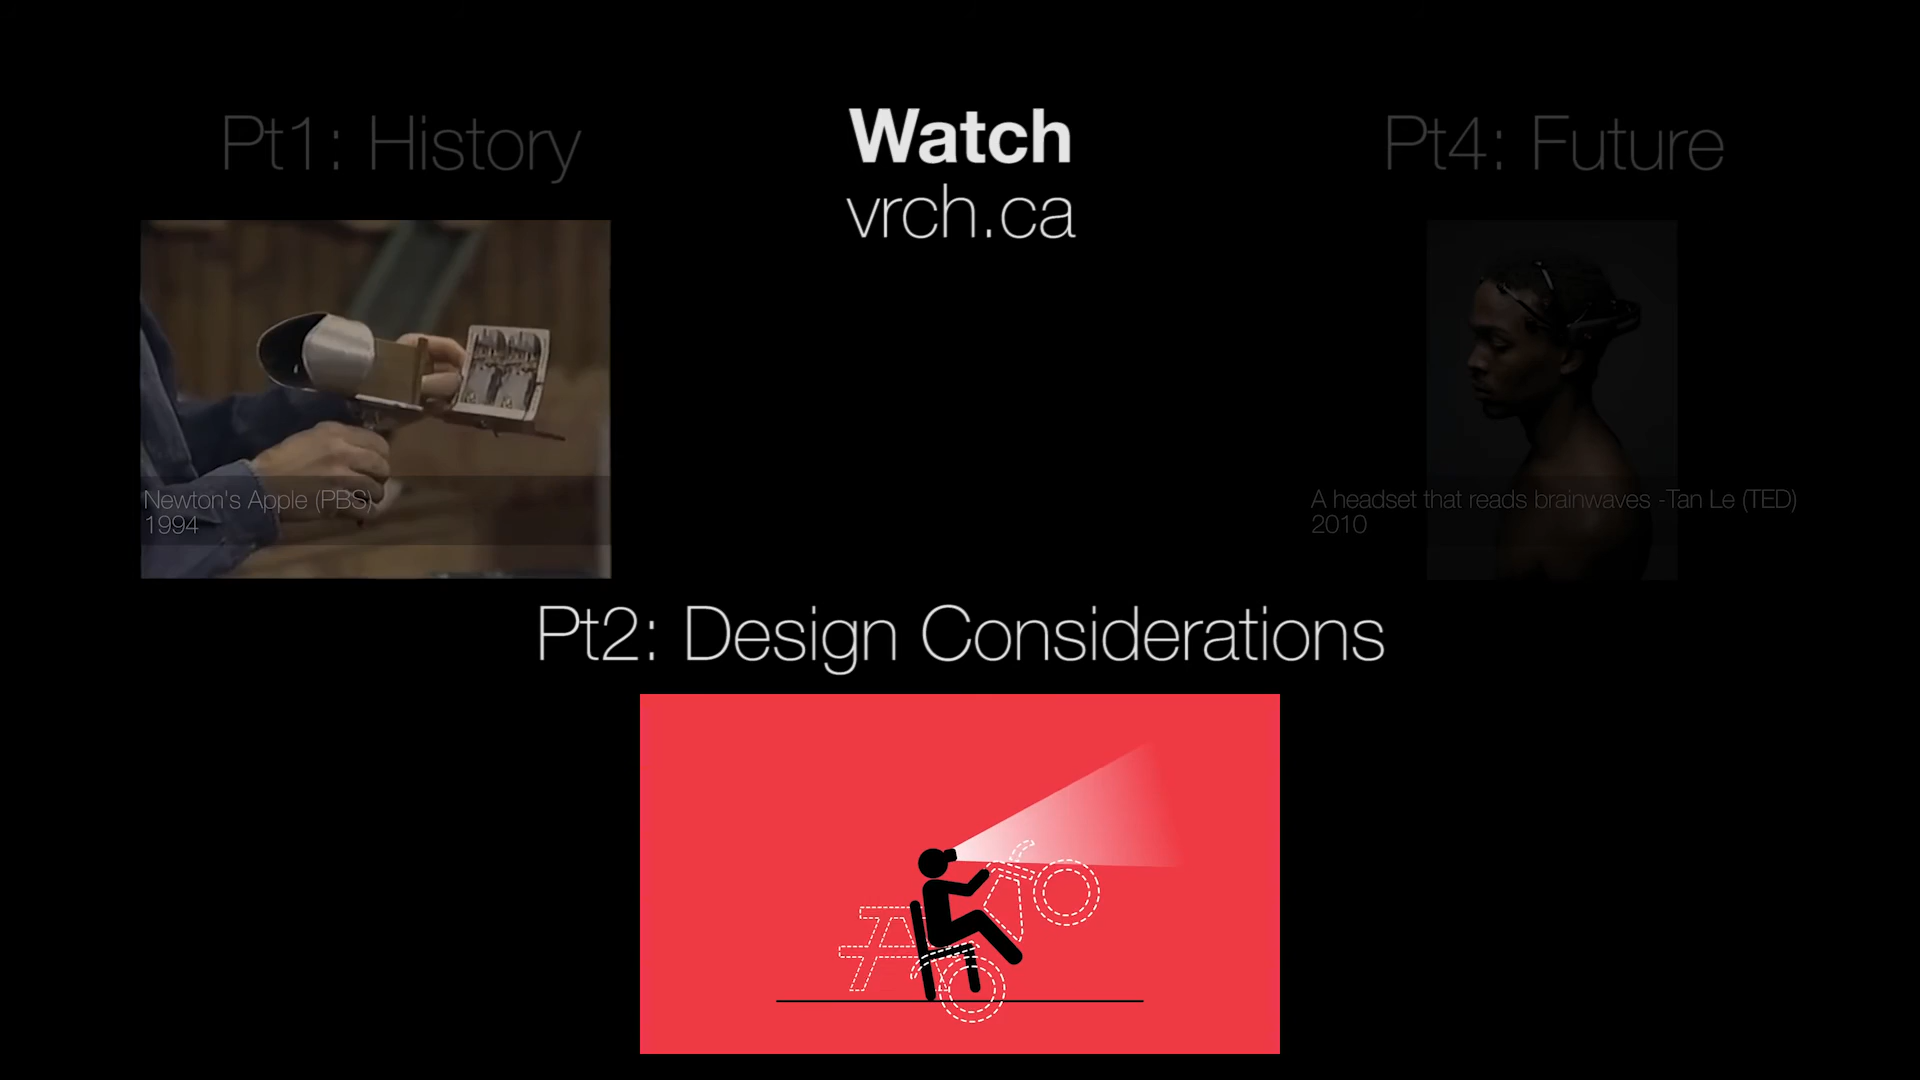 Pt1: History
Watch
vrch.ca
Pt4: Future
Newton's Apple (PBS)
1994
A headset that reads brainwaves -Tan Le (TED)
2010
Pt2: Design Considerations